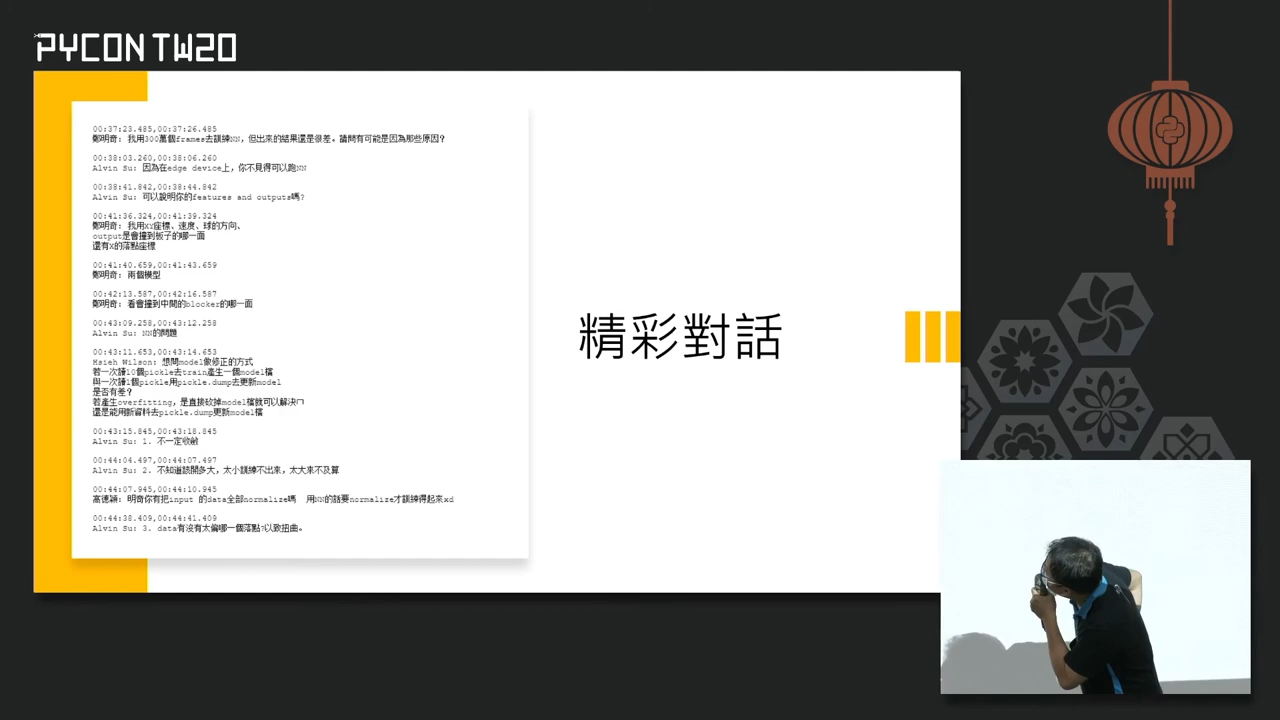 PYCON TW20
00:37:23.485,00:37:26.485
鄭明奇: 我用300萬個frames去訓練NN，但出來的結果還是很差。請問有可能是因為那些原因?
00:38:03.260,00:38:06.260
Alvin Su: 因為在edge device上，你不見得可以跑NN
00:38:41.842,00:38:44.842
Alvin Su: 可以說明你的features and outputs嗎?
00:41:36.324,00:41:39.324
鄭明奇: 我用XY座標、速度、球的方向、
output是會撞到板子的哪一面
還有X的落點座標
00:41:40.659,00:41:43.659
鄭明奇: 兩個模型
00:42:13.587,00:42:16.587
鄭明奇: 看會撞到中間的blocker的哪一面
00:43:09.258,00:43:12.258
Alvin Su: NN的問題
00:43:11.653,00:43:14.653
Hsieh Wilson: 想問model做修正的方式
若一次讀10個pickle去train產生一個model檔
與一次讀1個pickle用pickle.dump去更新model
是否有差?
若產生overfitting，是直接砍掉model檔就可以解決ㄇ
還是能用新資料去pickle.dump更新model檔
00:43:15.845,00:43:18.845
Alvin Su: 1. 不一定收斂
00:44:04.497,00:44:07.497
Alvin Su: 2. 不知道該開多大，太小訓練不出來，太大來不及算
00:44:07.945,00:44:10.945
高德穎: 明奇你有把input 的data全部normalize嗎 用NN的話要normalize才訓練得起來xd
00:44:38.409,00:44:41.409
Alvin Su: 3. data有沒有太偏哪一個落點?以致扭曲。
精彩對話